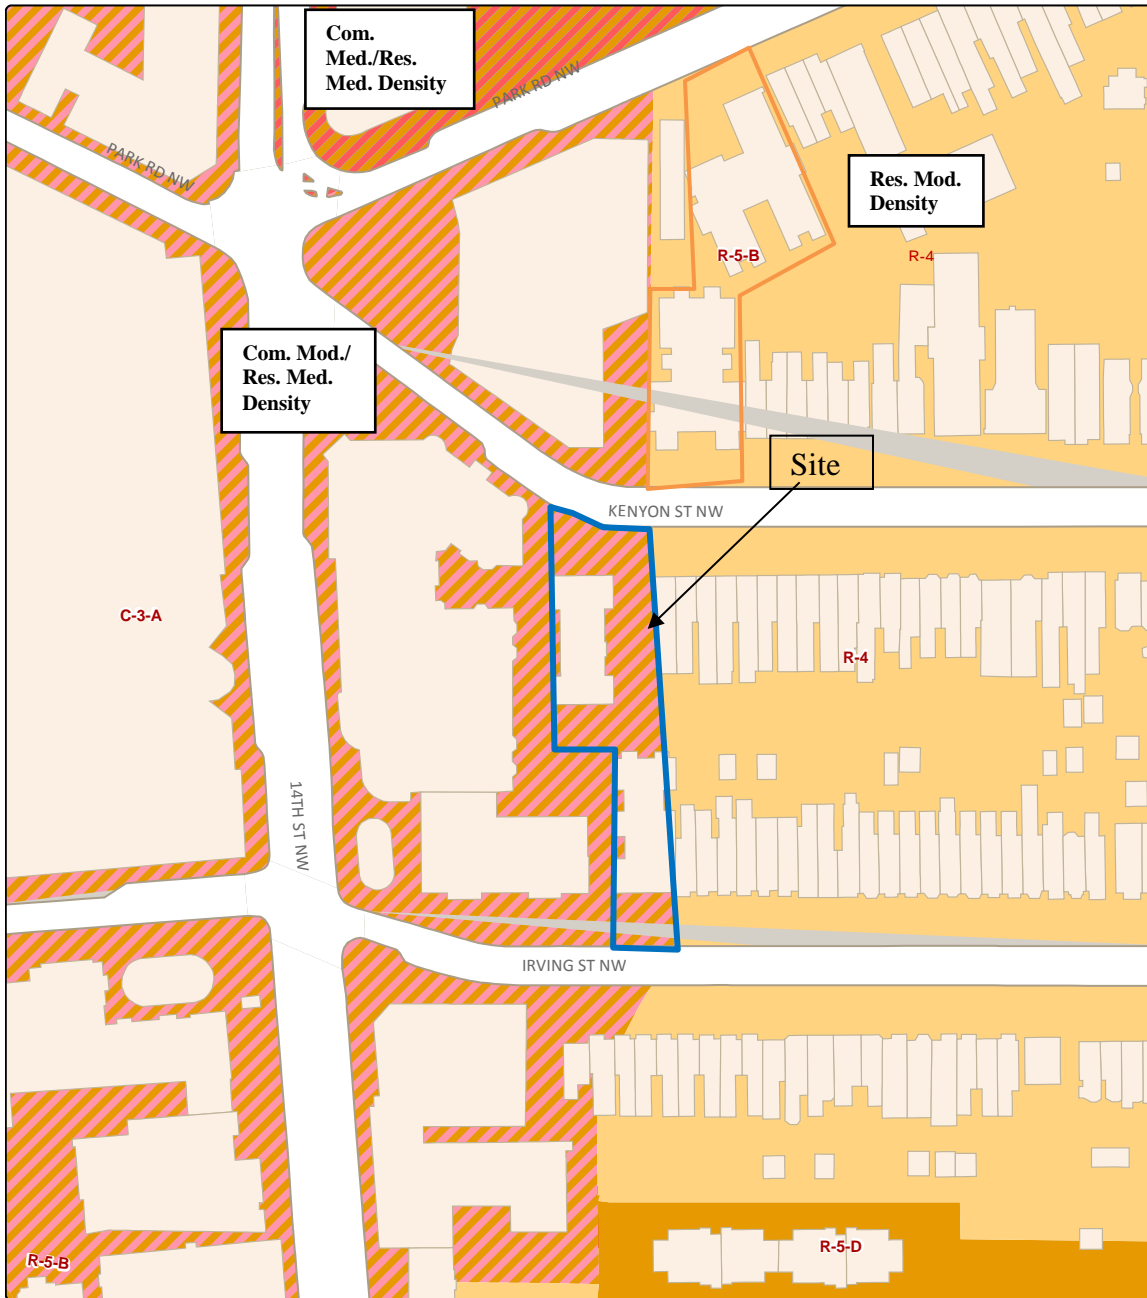 Com.
Med./Res.
Med. Density
PARK RD NW
PARK RD NW
Res. Mod.
Density
R-5-B
R-4
Com. Mod./
Res. Med.
Density
Site
KENYON ST NW
C-3-A
R-4
14TH ST NW
IRVING ST NW
R-5-B
R-5-D